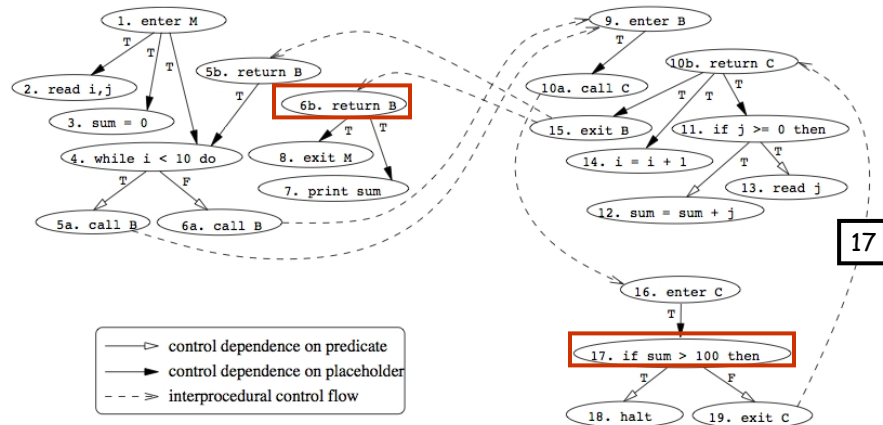 1. enter M
T
T
T
5b. return B
2. read i,j
T
6b. return B
3. sum = 0
T
T
4. while i < 10 do
8. exit M
T
F
7. print sum
5a. call B
6a. call B
9. enter B
T
10b. return C
10a. call C
T
T
T
15. exit B
11. if j >= 0 then
14. i = i + 1
T
T
13. read j
12. sum = sum + j
17
16. enter C
T
17. if sum > 100 then
T
F
18. halt
19. exit C
control dependence on predicate
control dependence on placeholder
interprocedural control flow